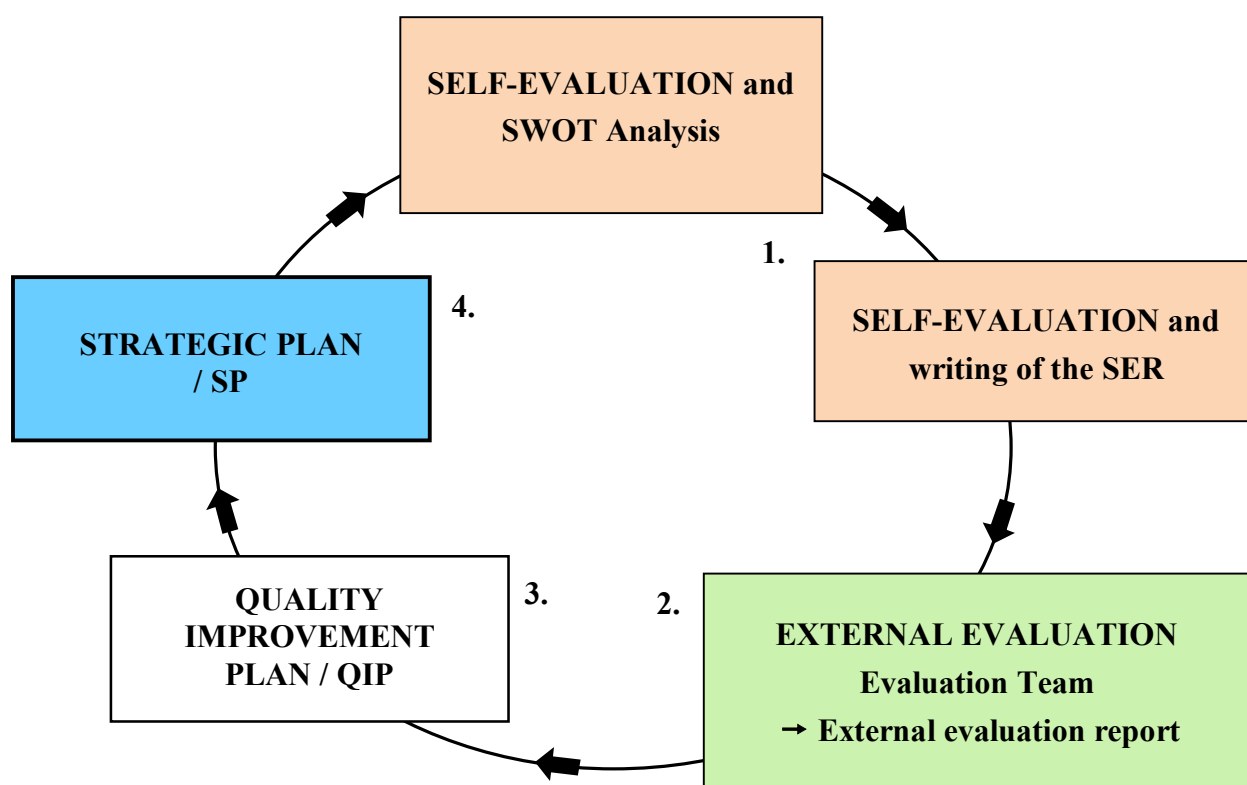 SELF-EVALUATION and
SWOT Analysis
1.
SELF-EVALUATION and
writing of the SER
2.
EXTERNAL EVALUATION
Evaluation Team
→ External evaluation report
3.
QUALITY
IMPROVEMENT
PLAN / QIP
4.
STRATEGIC PLAN
/ SP